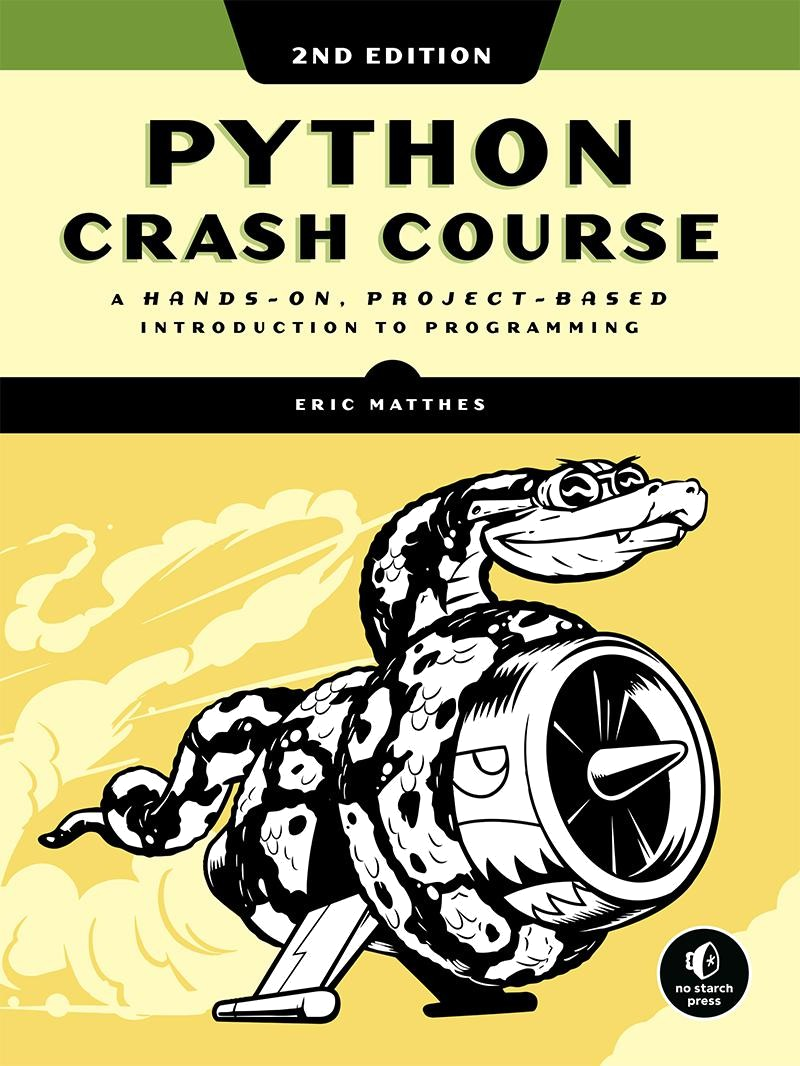 2ND EDITION
PYTHON
CRASH COURSE
A HANDS-ON, PROJECT-BASED
INTRODUCTION TO PROGRAMMING
ERIC MATTHES
no starch
press